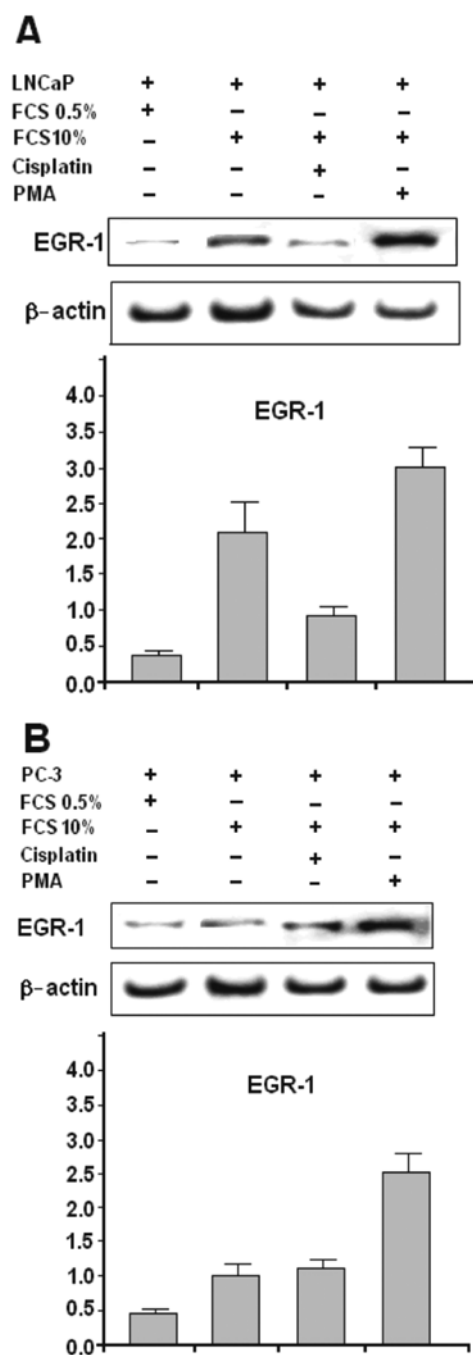 A
LNCaP + + + +
FCS 0.5% + – – –
FCS10% – + + +
Cisplatin – – + –
PMA – – – +
EGR-1
β-actin
EGR-1
4.0
3.5
3.0
2.5
2.0
1.5
1.0
0.5
0.0
B
PC-3 + + + +
FCS 0.5% + – – –
FCS 10% – + + +
Cisplatin – – + –
PMA – – – +
EGR-1
β-actin
EGR-1
4.0
3.5
3.0
2.5
2.0
1.5
1.0
0.5
0.0